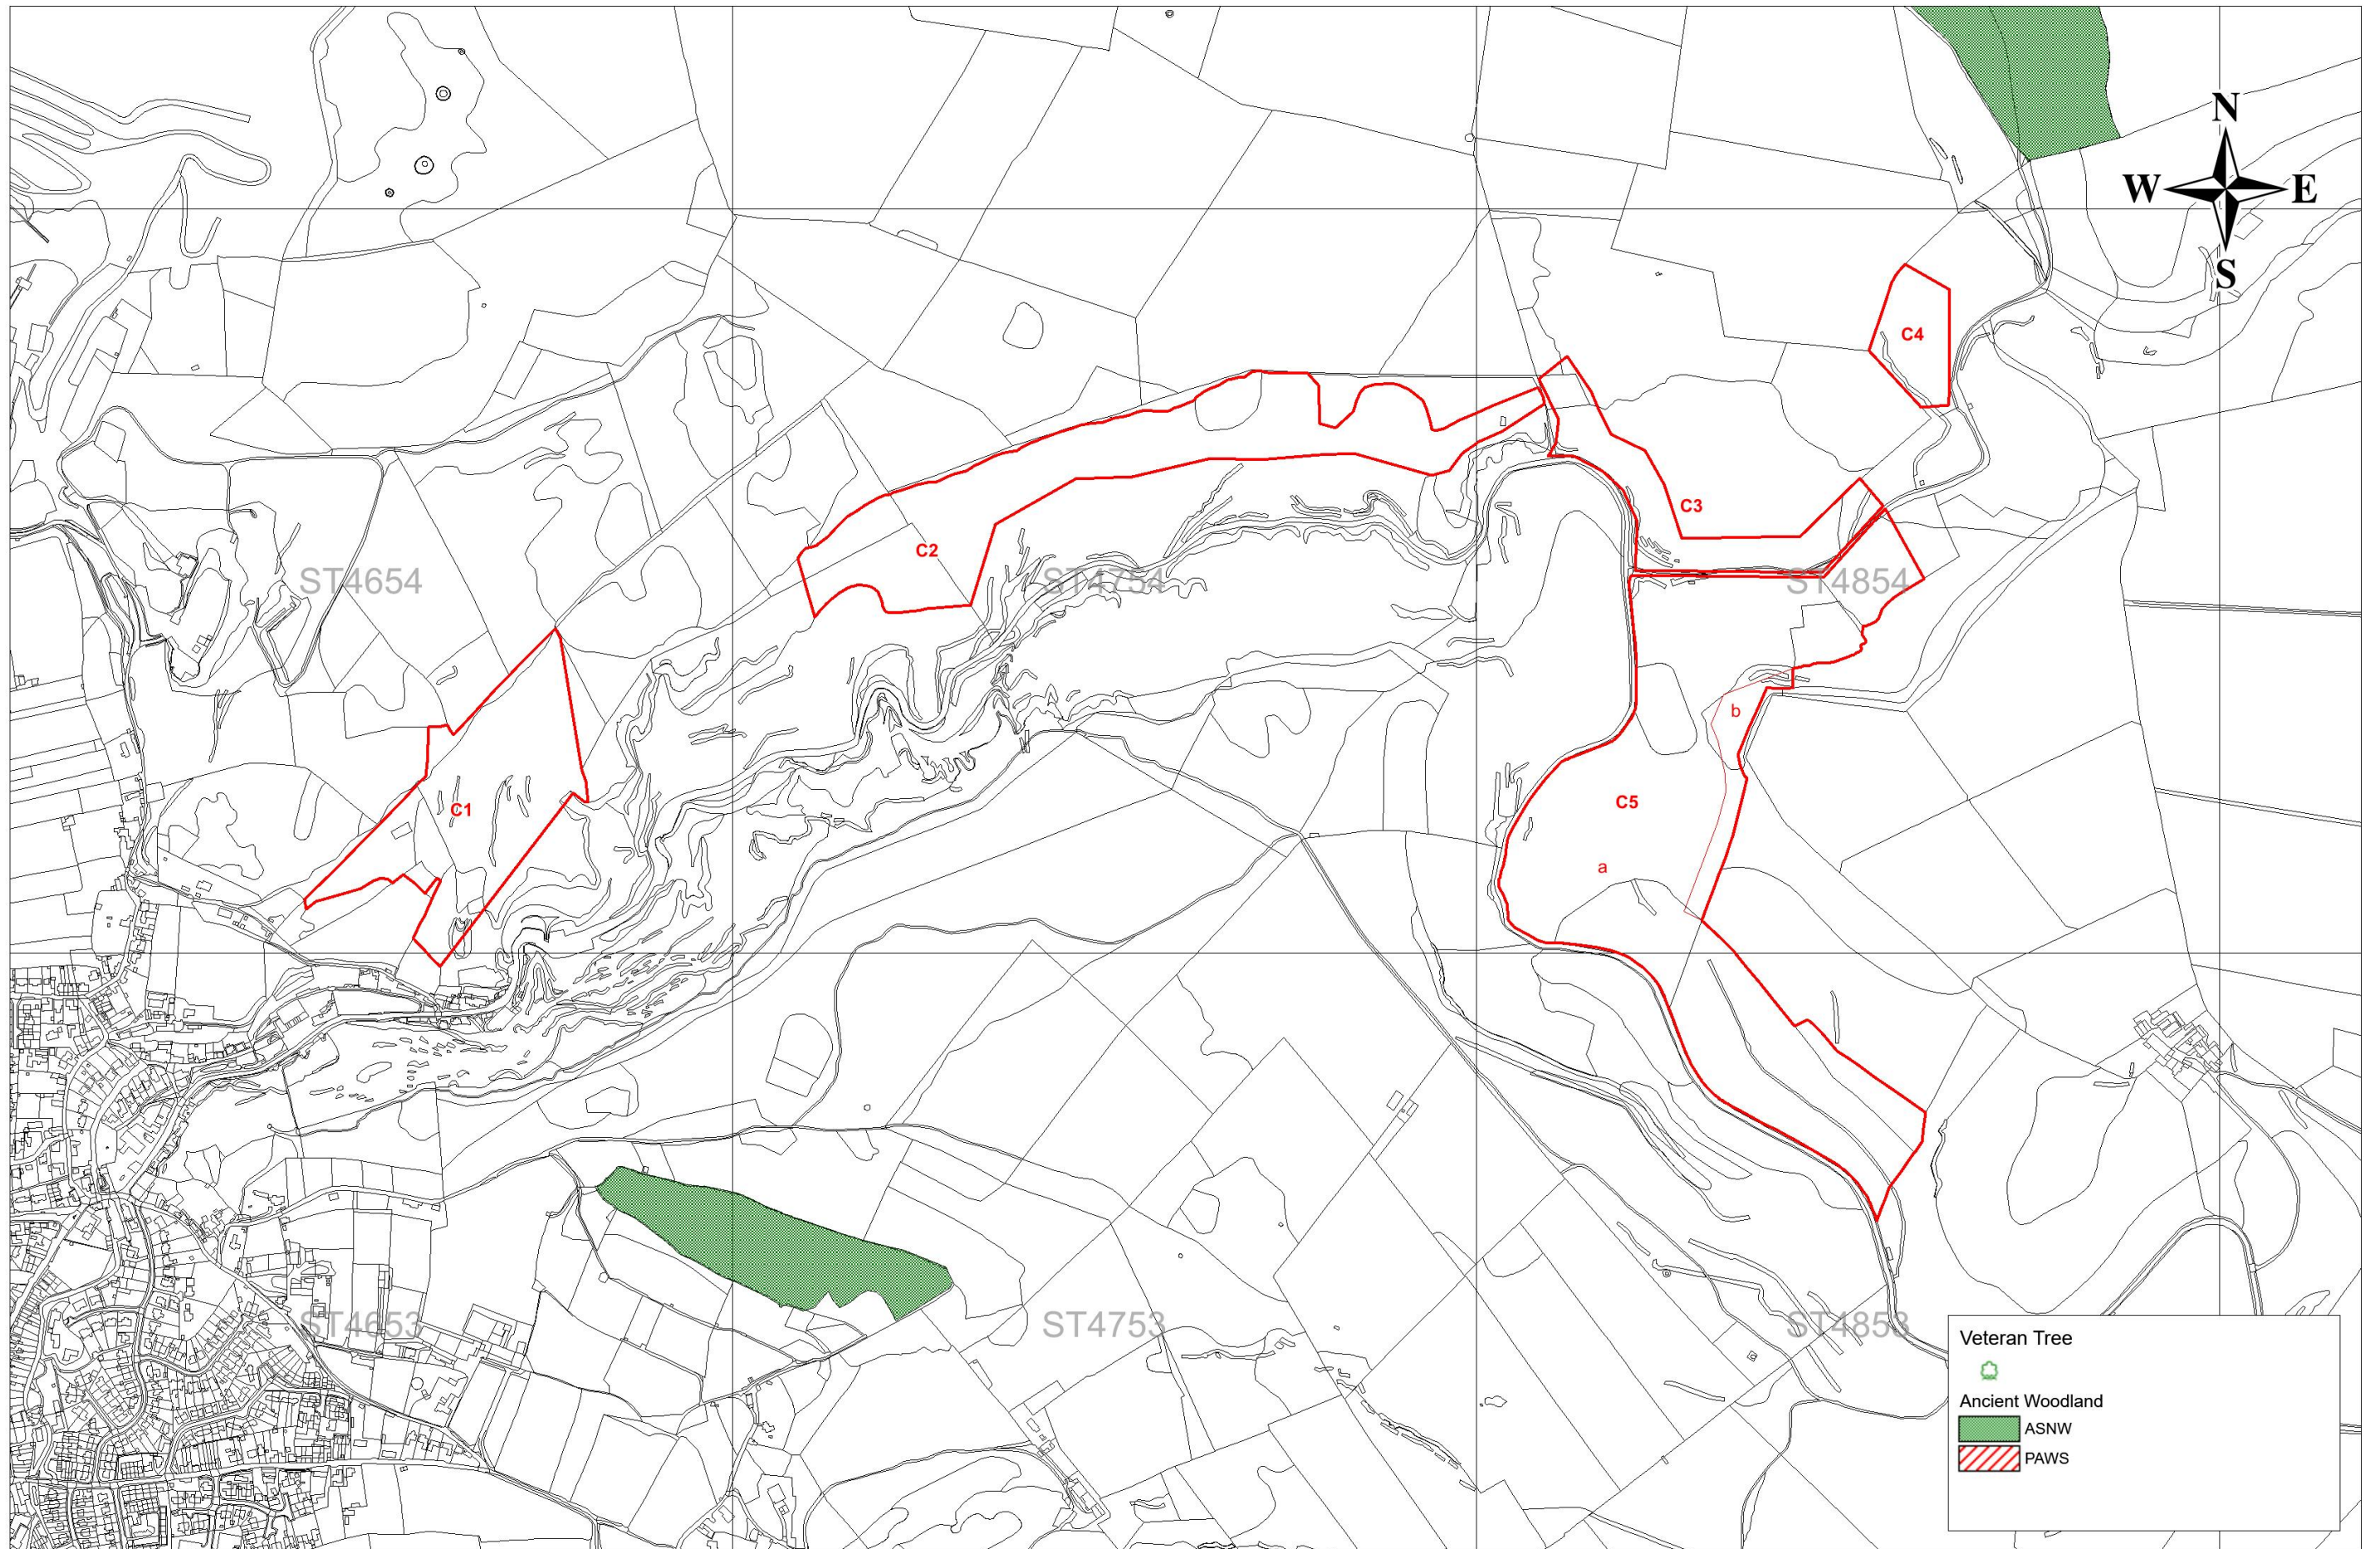 N
W E
S
C4
C3
C2
ST4654
ST4754
ST4854
b
C1
C5
a
ST4653
ST4753
ST4853
Veteran Tree
Ancient Woodland
ASNW
PAWS